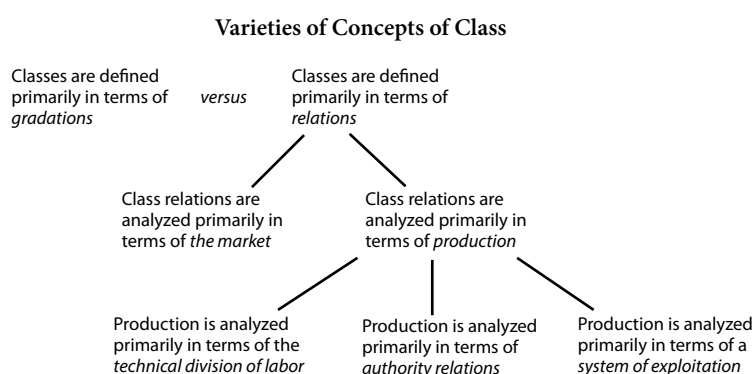 Varieties of Concepts of Class
Classes are defined
primarily in terms of
gradations
versus
Classes are defined
primarily in terms of
relations
Class relations are
analyzed primarily in
terms of the market
Class relations are
analyzed primarily in
terms of production
Production is analyzed
primarily in terms of the
technical division of labor
Production is analyzed
primarily in terms of
authority relations
Production is analyzed
primarily in terms of a
system of exploitation